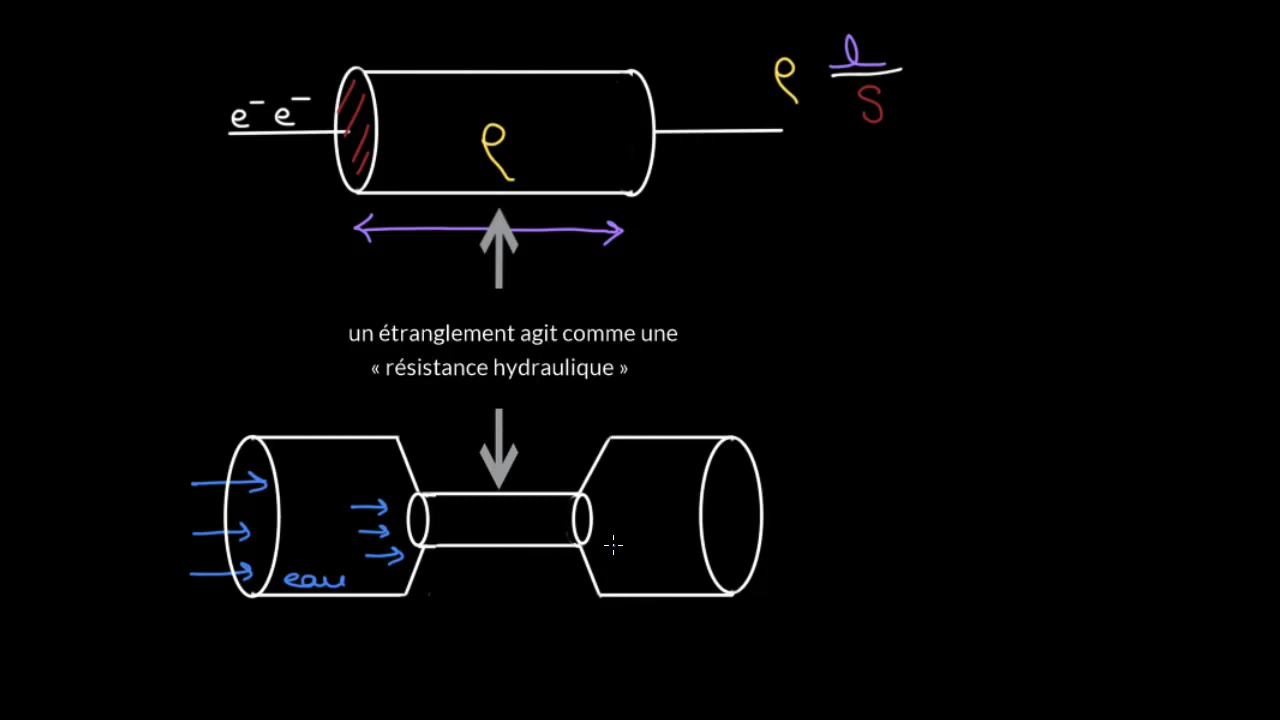 e⁻ e⁻
ρ
ρ l/S
un étranglement agit comme une
« résistance hydraulique »
eau